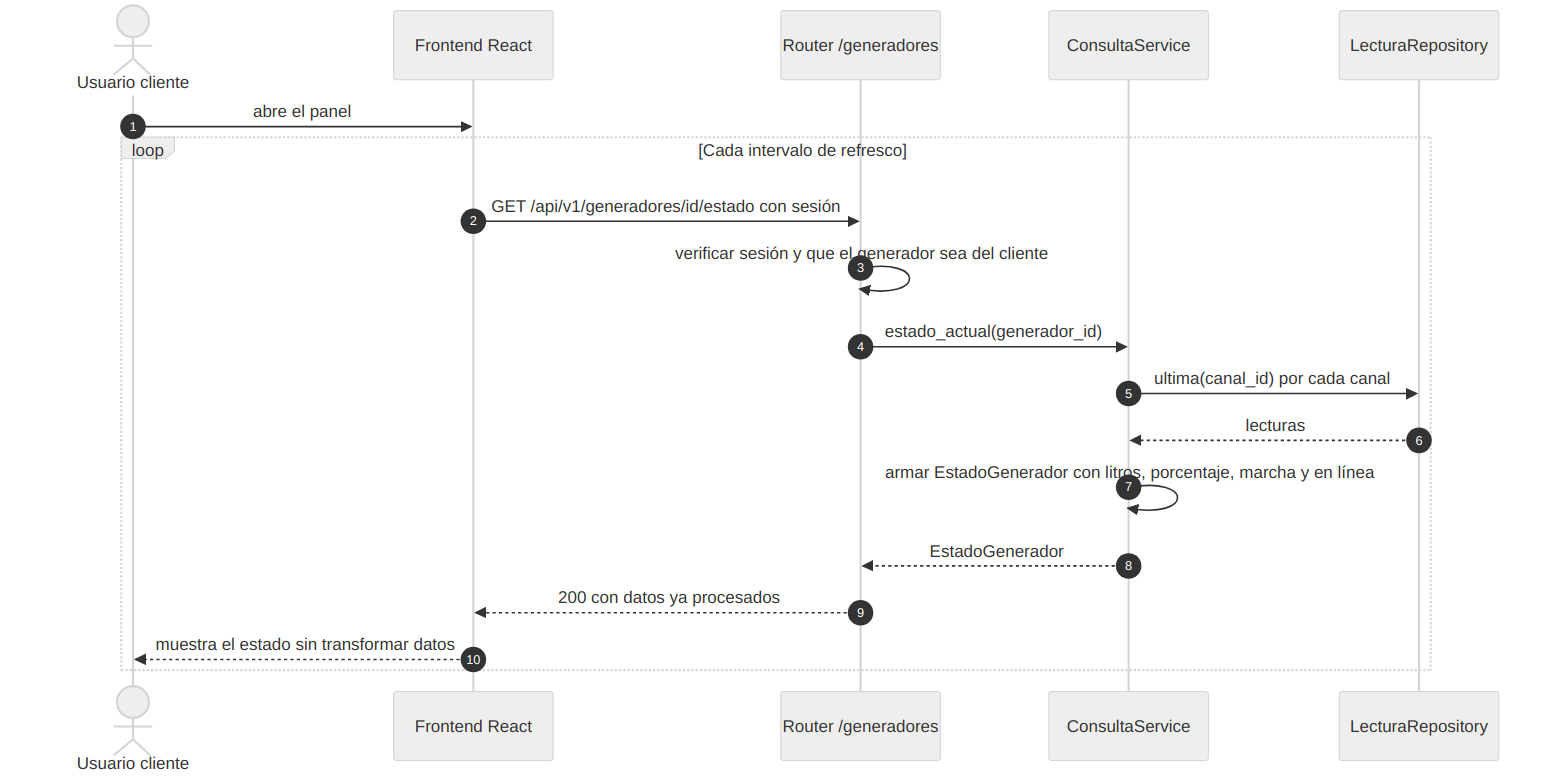 Usuario cliente
Frontend React
Router /generadores
ConsultaService
LecturaRepository
1
abre el panel
loop
[Cada intervalo de refresco]
2
GET /api/v1/generadores/id/estado con sesión
verificar sesión y que el generador sea del cliente
3
4
estado_actual(generador_id)
5
ultima(canal_id) por cada canal
lecturas
6
armar EstadoGenerador con litros, porcentaje, marcha y en línea
7
EstadoGenerador
8
200 con datos ya procesados
9
muestra el estado sin transformar datos
10
Usuario cliente
Frontend React
Router /generadores
ConsultaService
LecturaRepository